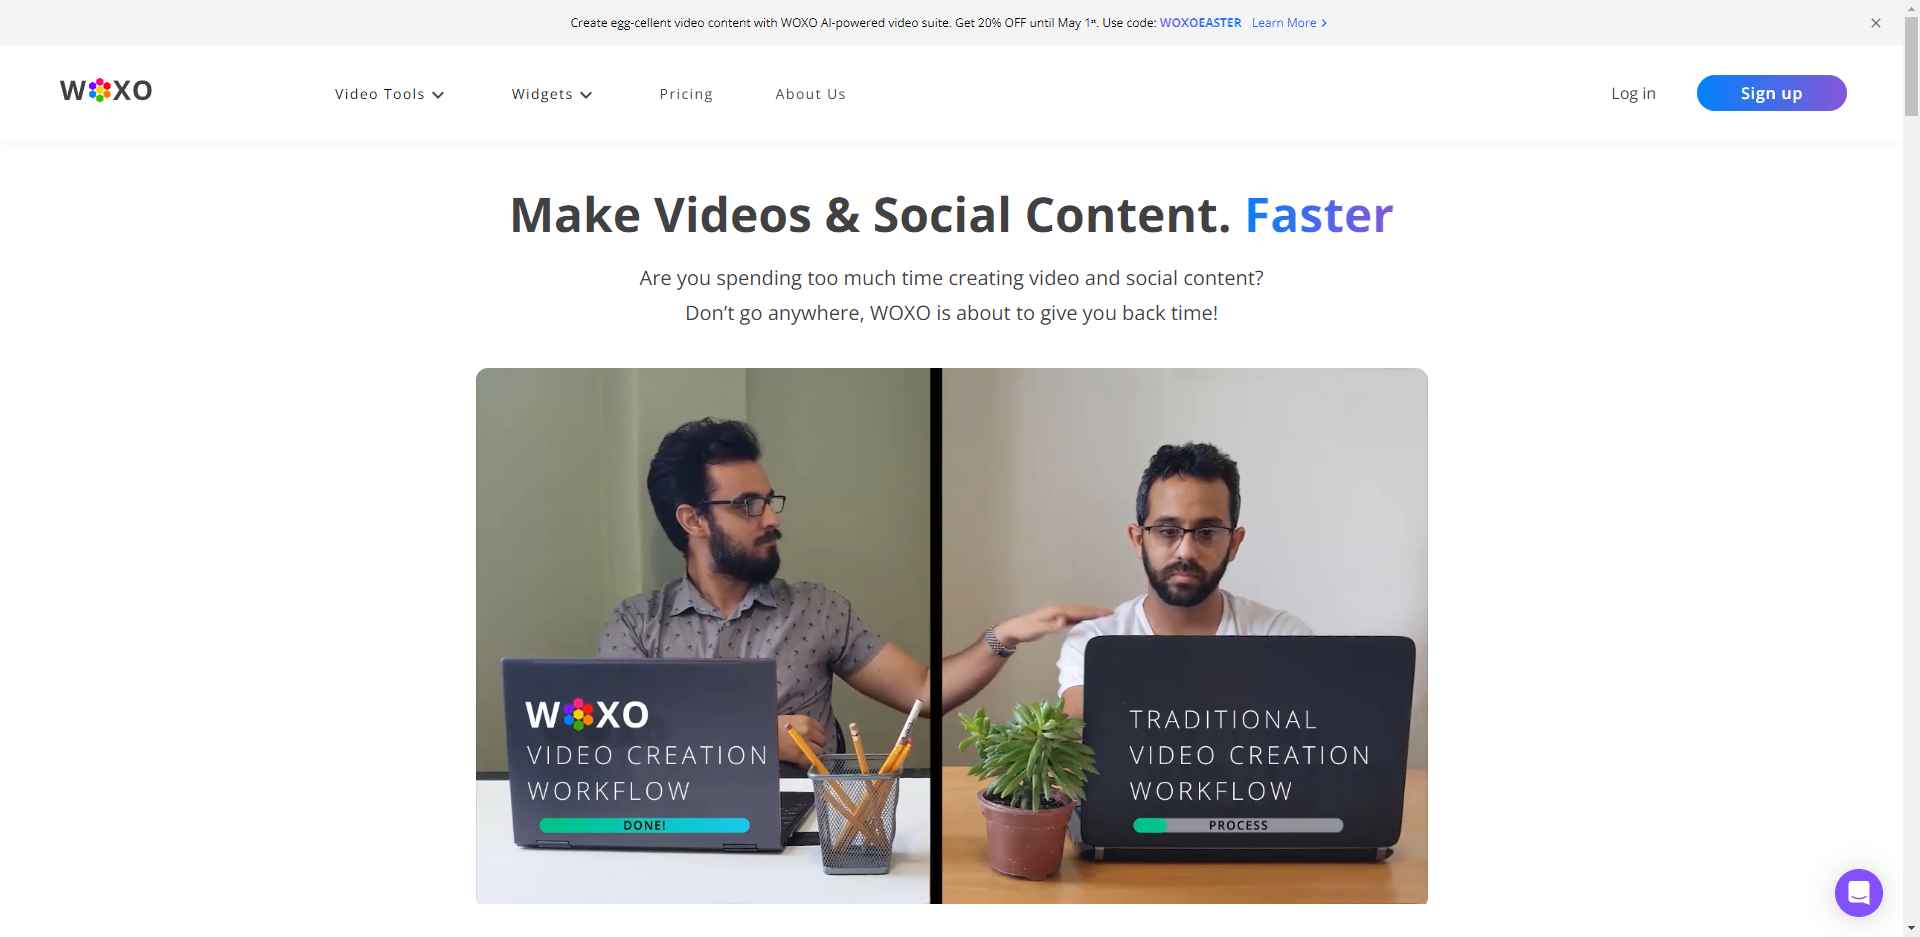 Create egg-cellent video content with WOXO AI-powered video suite. Get 20% OFF until May 1st. Use code: WOXOEASTER Learn More >
WOXO
Video Tools
Widgets
Pricing
About Us
Log in
Sign up
Make Videos & Social Content. Faster
Are you spending too much time creating video and social content?
Don’t go anywhere, WOXO is about to give you back time!
WOXO
VIDEO CREATION
WORKFLOW
DONE!
TRADITIONAL
VIDEO CREATION
WORKFLOW
PROCESS